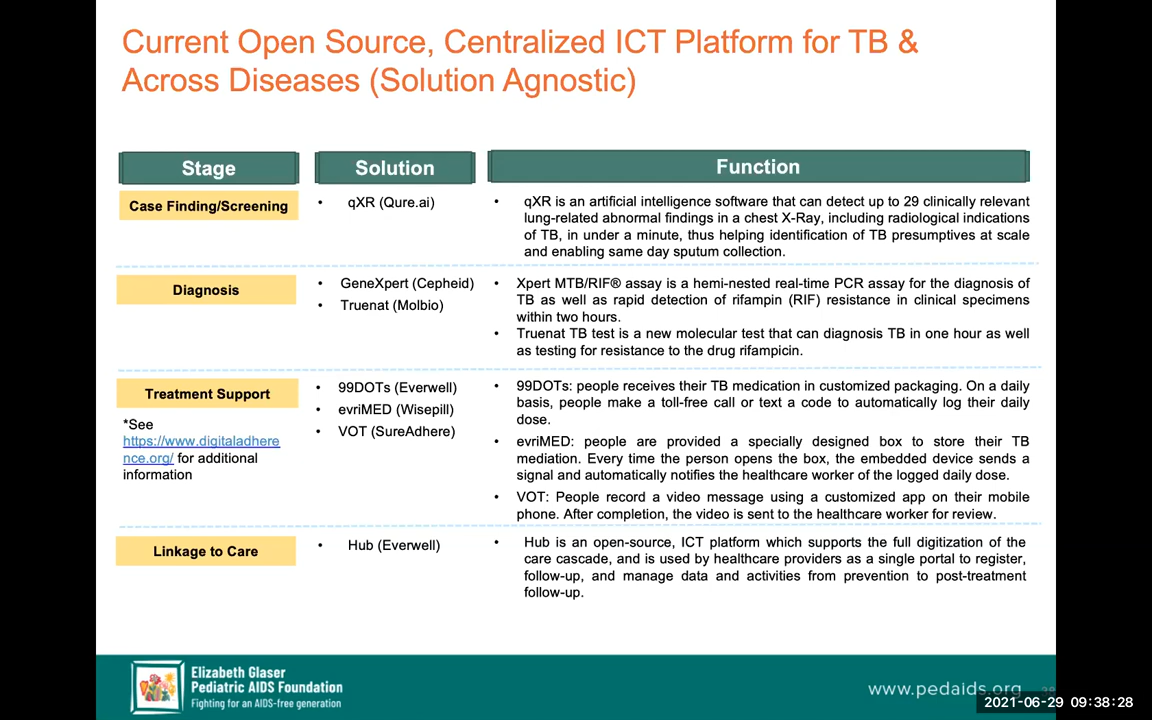 Current Open Source, Centralized ICT Platform for TB &
Across Diseases (Solution Agnostic)
Stage
Solution
Function
Case Finding/Screening
• qXR (Qure.ai)
• qXR is an artificial intelligence software that can detect up to 29 clinically relevant
lung-related abnormal findings in a chest X-Ray, including radiological indications
of TB, in under a minute, thus helping identification of TB presumptives at scale
and enabling same day sputum collection.
Diagnosis
• GeneXpert (Cepheid)
• Truenat (Molbio)
• Xpert MTB/RIF® assay is a hemi-nested real-time PCR assay for the diagnosis of
TB as well as rapid detection of rifampin (RIF) resistance in clinical specimens
within two hours.
• Truenat TB test is a new molecular test that can diagnosis TB in one hour as well
as testing for resistance to the drug rifampicin.
Treatment Support
*See
https://www.digitaladhere
nce.org/ for additional
information
• 99DOTs (Everwell)
• evriMED (Wisepill)
• VOT (SureAdhere)
• 99DOTs: people receives their TB medication in customized packaging. On a daily
basis, people make a toll-free call or text a code to automatically log their daily
dose.
• evriMED: people are provided a specially designed box to store their TB
mediation. Every time the person opens the box, the embedded device sends a
signal and automatically notifies the healthcare worker of the logged daily dose.
• VOT: People record a video message using a customized app on their mobile
phone. After completion, the video is sent to the healthcare worker for review.
Linkage to Care
• Hub (Everwell)
• Hub is an open-source, ICT platform which supports the full digitization of the
care cascade, and is used by healthcare providers as a single portal to register,
follow-up, and manage data and activities from prevention to post-treatment
follow-up.
Elizabeth Glaser
Pediatric AIDS Foundation
Fighting for an AIDS-free generation
www.pedaids.org
2021-06-29 09:38:28